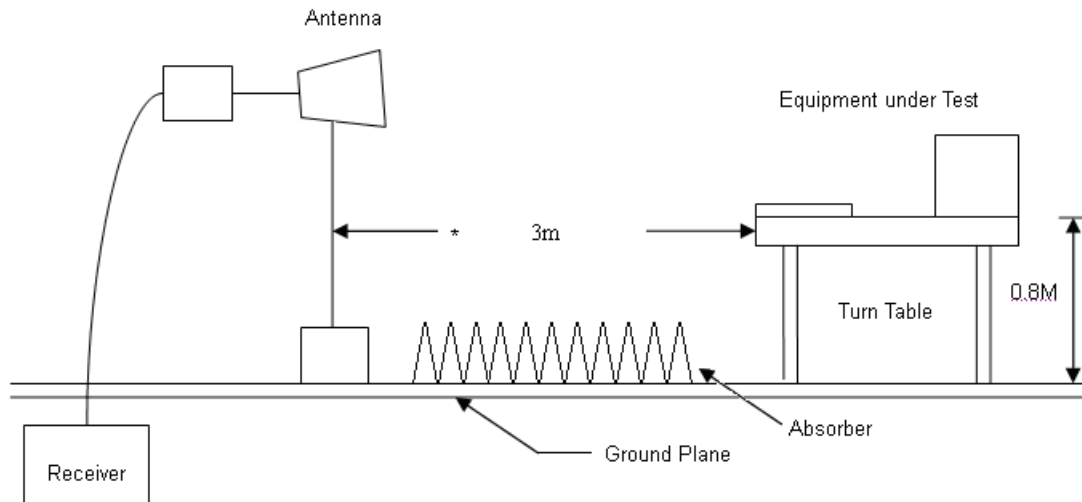 Antenna
Equipment under Test
* 3m
0.8M
Turn Table
Absorber
Ground Plane
Receiver